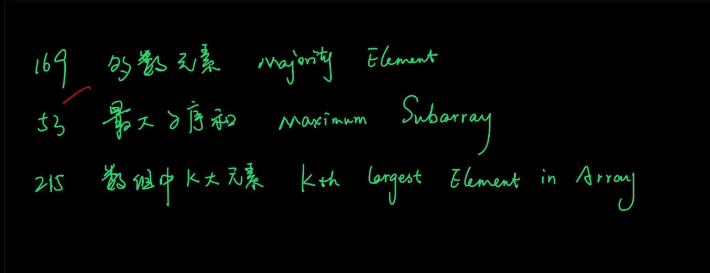 169 多数元素 Majority Element
53 最大子序和 Maximum Subarray
215 数组中K大元素 Kth largest Element in Array